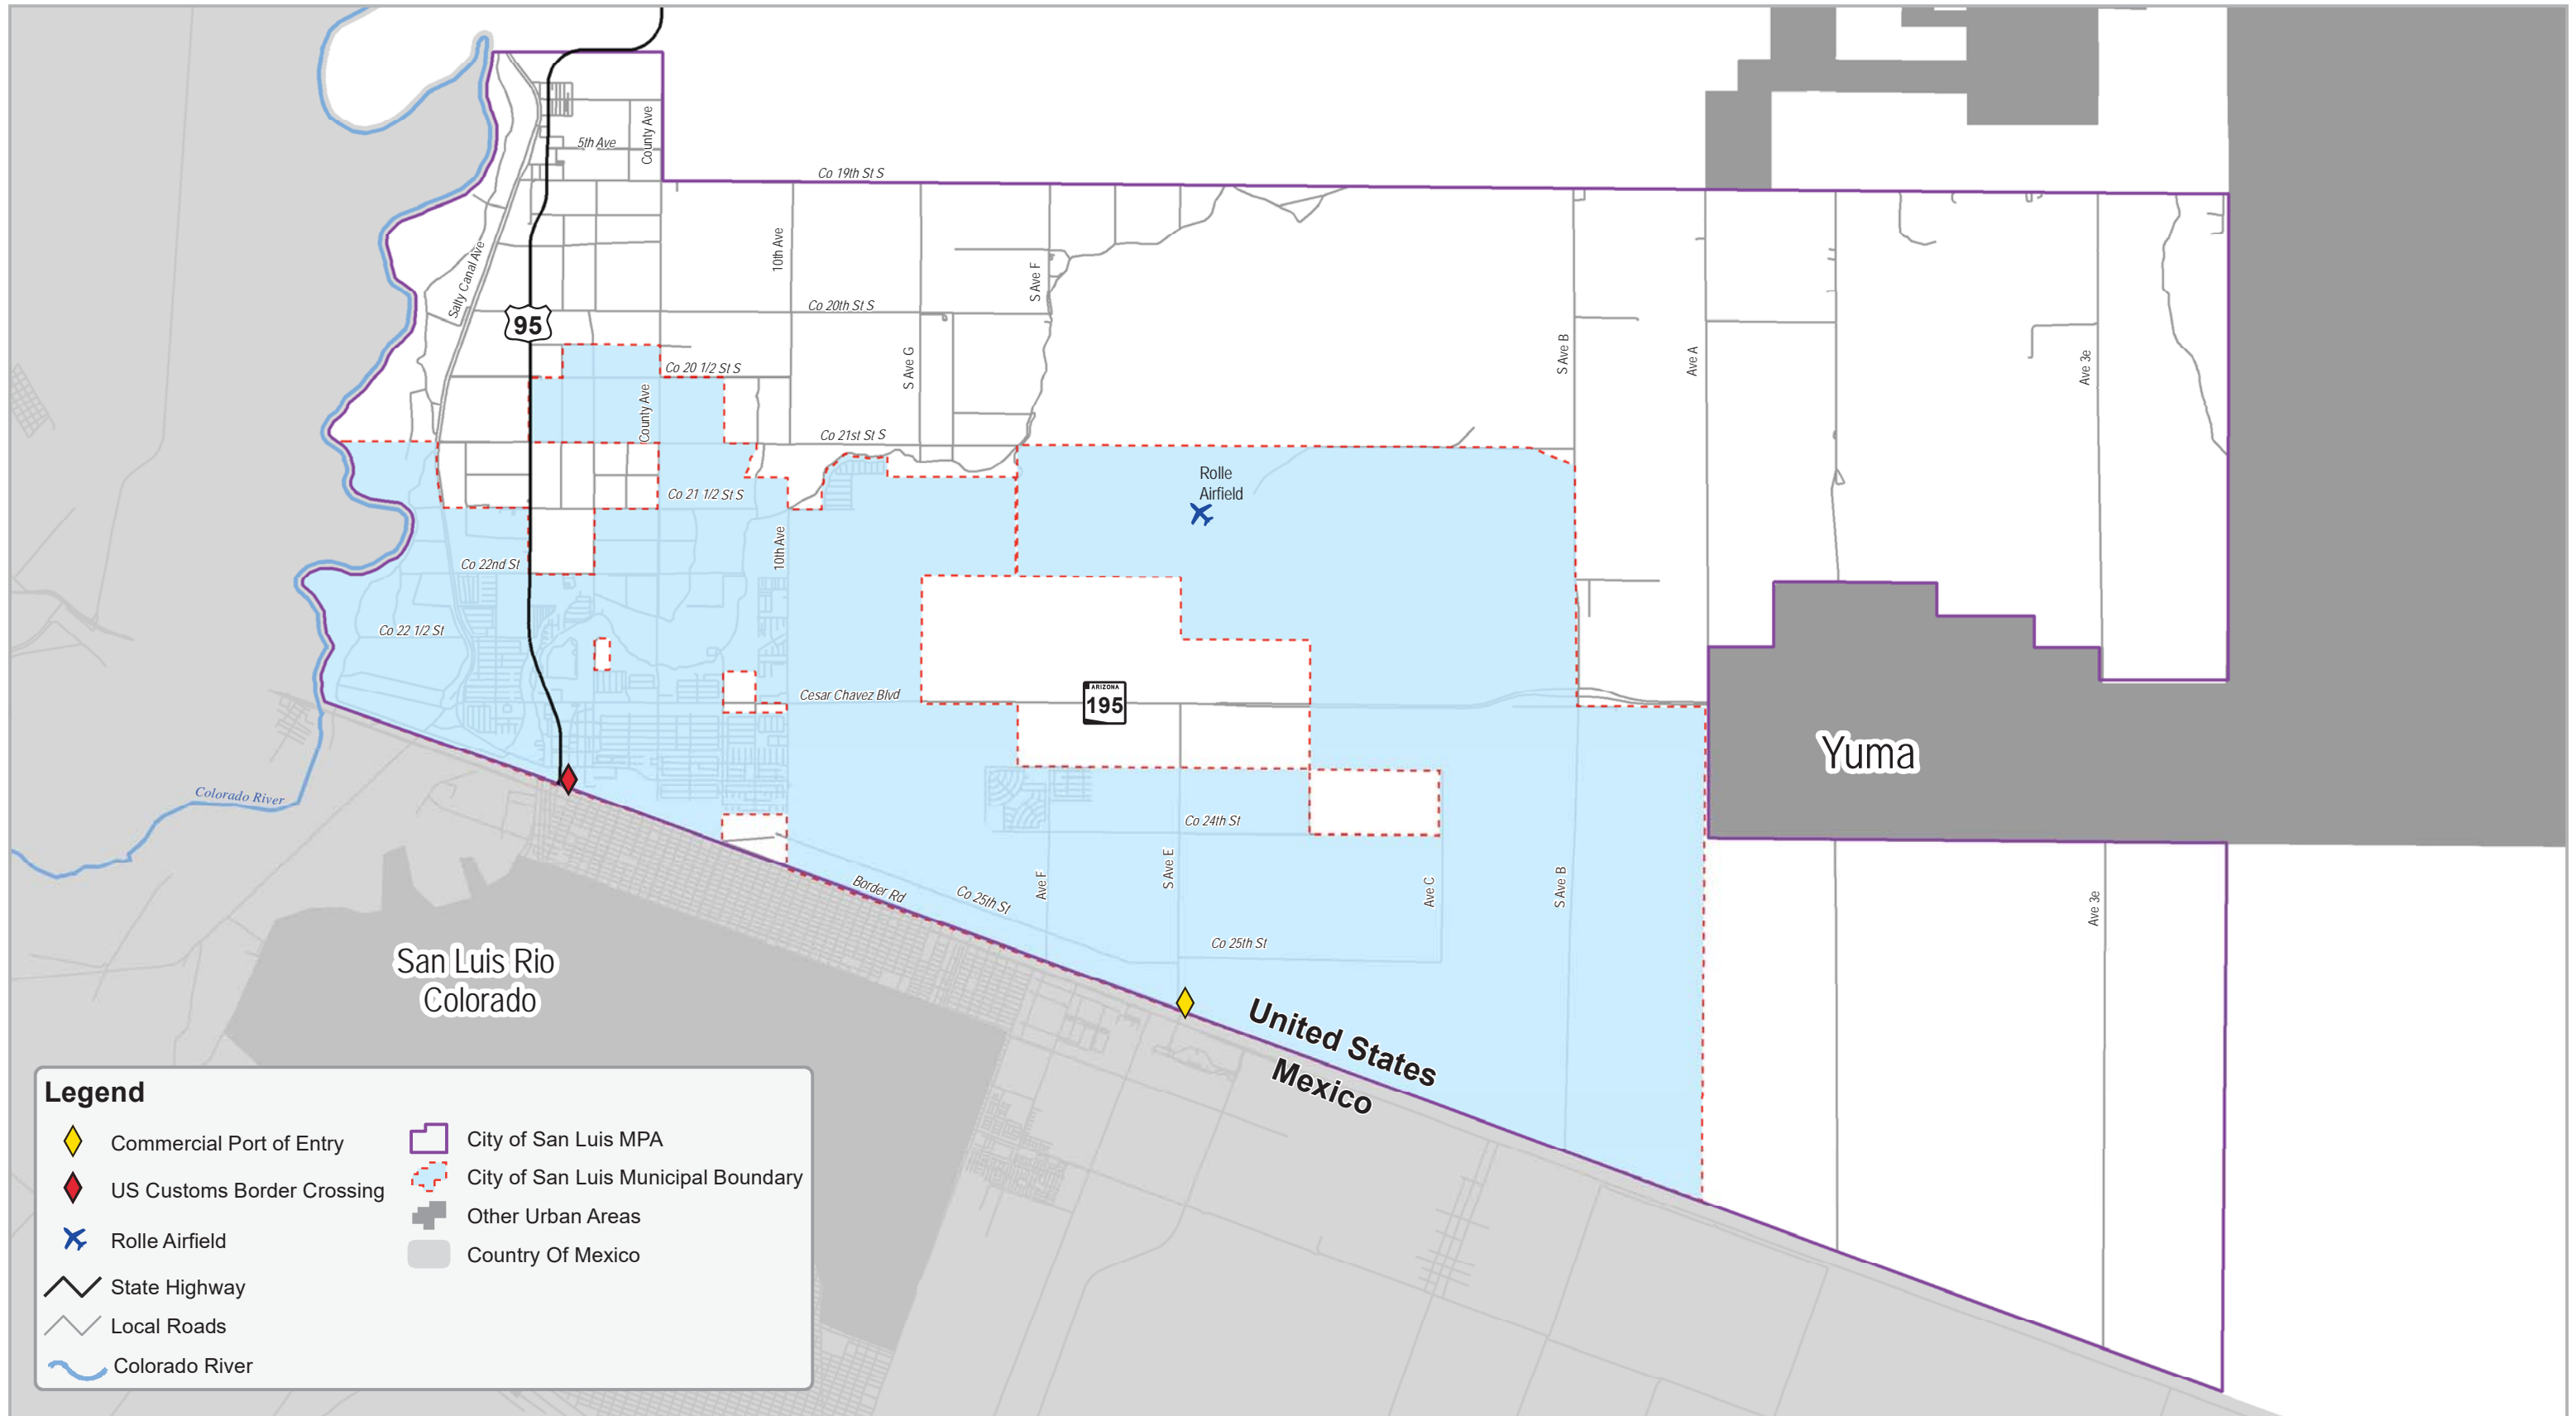 County Ave
5th Ave
Co 19th St S
Salty Canal Ave
10th Ave
S Ave F
Co 20th St S
95
S Ave G
S Ave B
Ave A
Ave 3e
Co 20 1/2 St S
County Ave
Co 21st St S
Rolle
Airfield
Co 21 1/2 St S
10th Ave
Co 22nd St
Co 22 1/2 St
Cesar Chavez Blvd
ARIZONA
195
Yuma
Colorado River
Co 24th St
Border Rd
Co 25th St
Ave F
S Ave E
Ave C
S Ave B
Ave 3e
Co 25th St
San Luis Rio
Colorado
United States
Mexico
Legend
Commercial Port of Entry
US Customs Border Crossing
Rolle Airfield
State Highway
Local Roads
Colorado River
City of San Luis MPA
City of San Luis Municipal Boundary
Other Urban Areas
Country Of Mexico